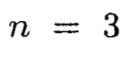 n = 3